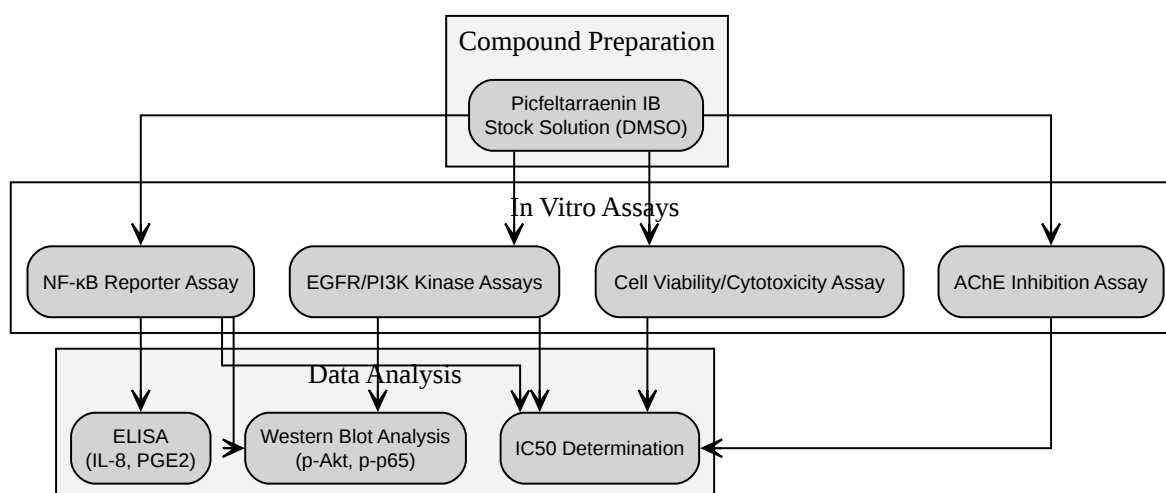 Compound Preparation
Picfeltarraenin IB
Stock Solution (DMSO)
In Vitro Assays
NF-κB Reporter Assay
EGFR/PI3K Kinase Assays
Cell Viability/Cytotoxicity Assay
AChE Inhibition Assay
Data Analysis
ELISA
(IL-8, PGE2)
Western Blot Analysis
(p-Akt, p-p65)
IC50 Determination